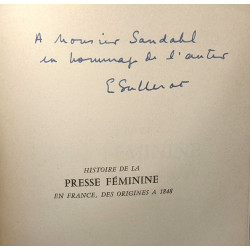 A Monsieur Sandahl
en hommage de l'auteur
E Sullerot
HISTOIRE DE LA
PRESSE FÉMININE
EN FRANCE, DES ORIGINES À 1848